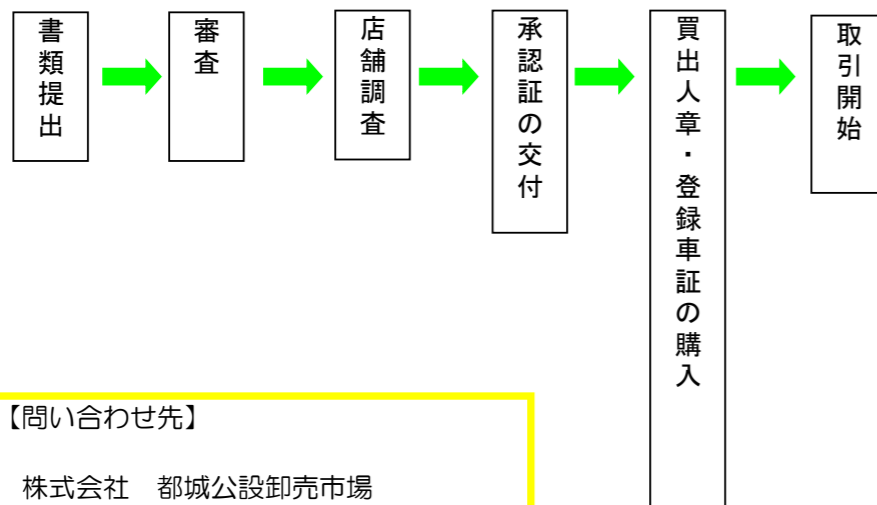 書類提出
審査
店舗調査
承認証の交付
買出人章・登録車証の購入
取引開始
【問い合わせ先】
株式会社　都城公設卸売市場